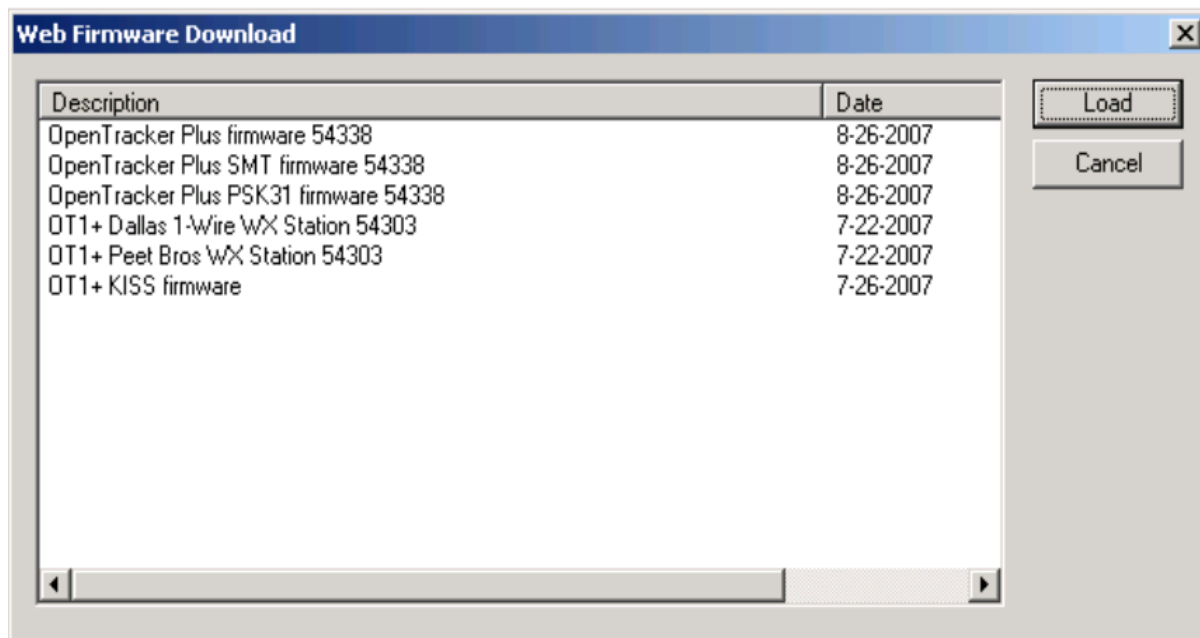 Web Firmware Download
Description Date
OpenTracker Plus firmware 54338 8-26-2007
OpenTracker Plus SMT firmware 54338 8-26-2007
OpenTracker Plus PSK31 firmware 54338 8-26-2007
OT1+ Dallas 1-Wire WX Station 54303 7-22-2007
OT1+ Peet Bros WX Station 54303 7-22-2007
OT1+ KISS firmware 7-26-2007
Load
Cancel